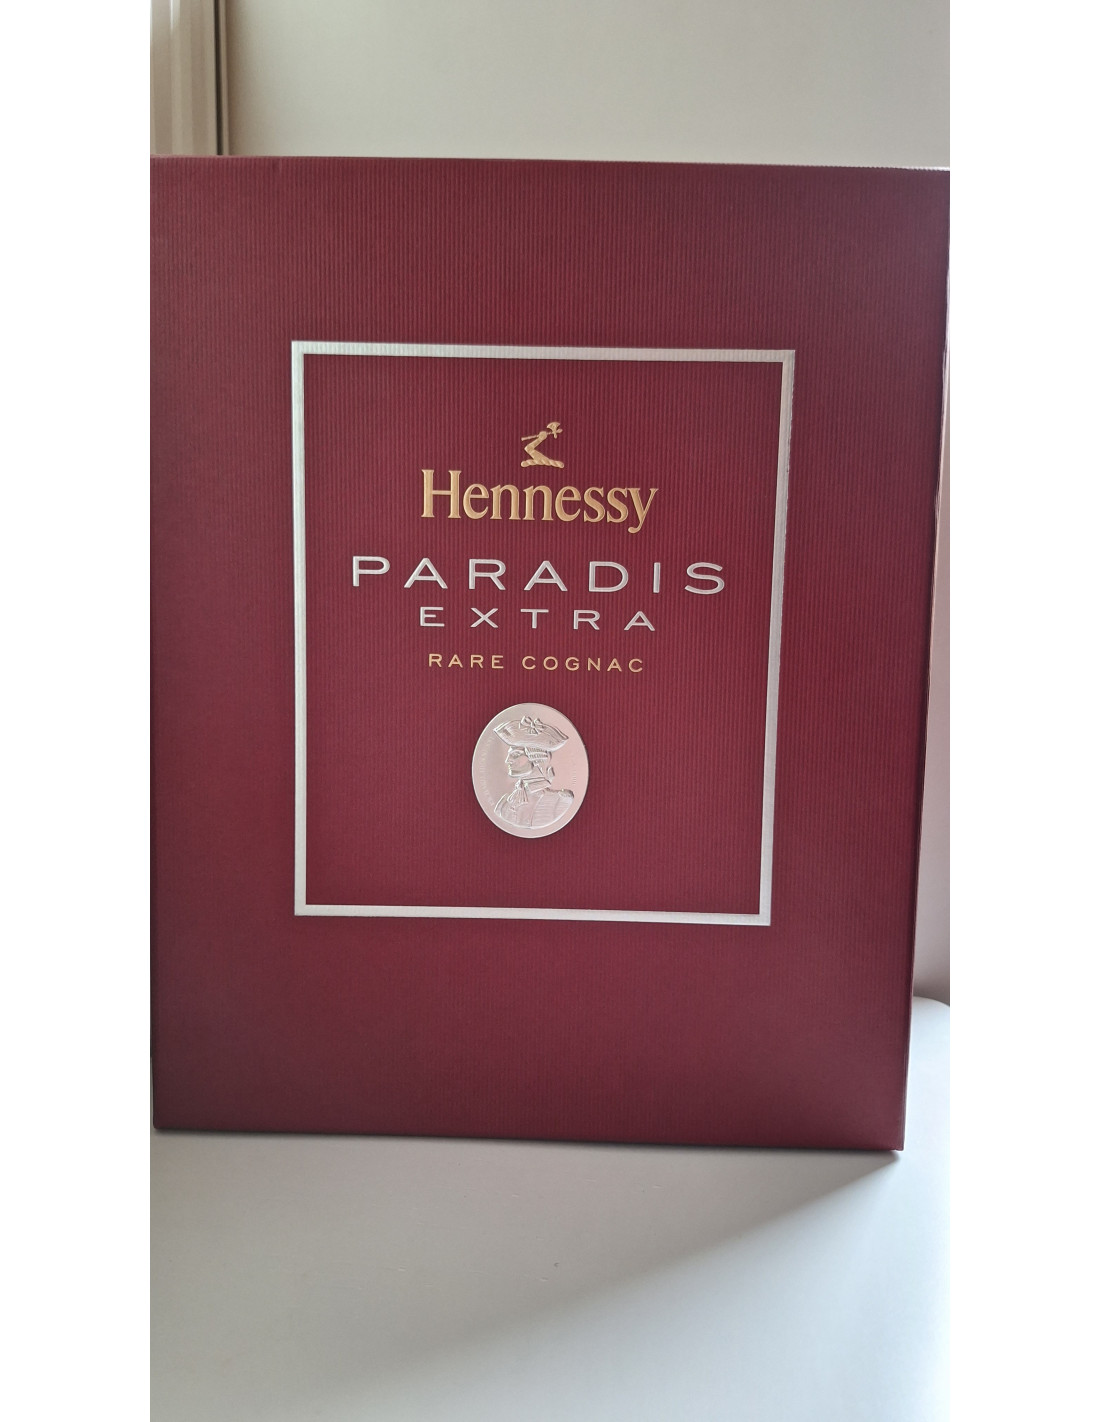 Hennessy
PARADIS
EXTRA
RARE COGNAC